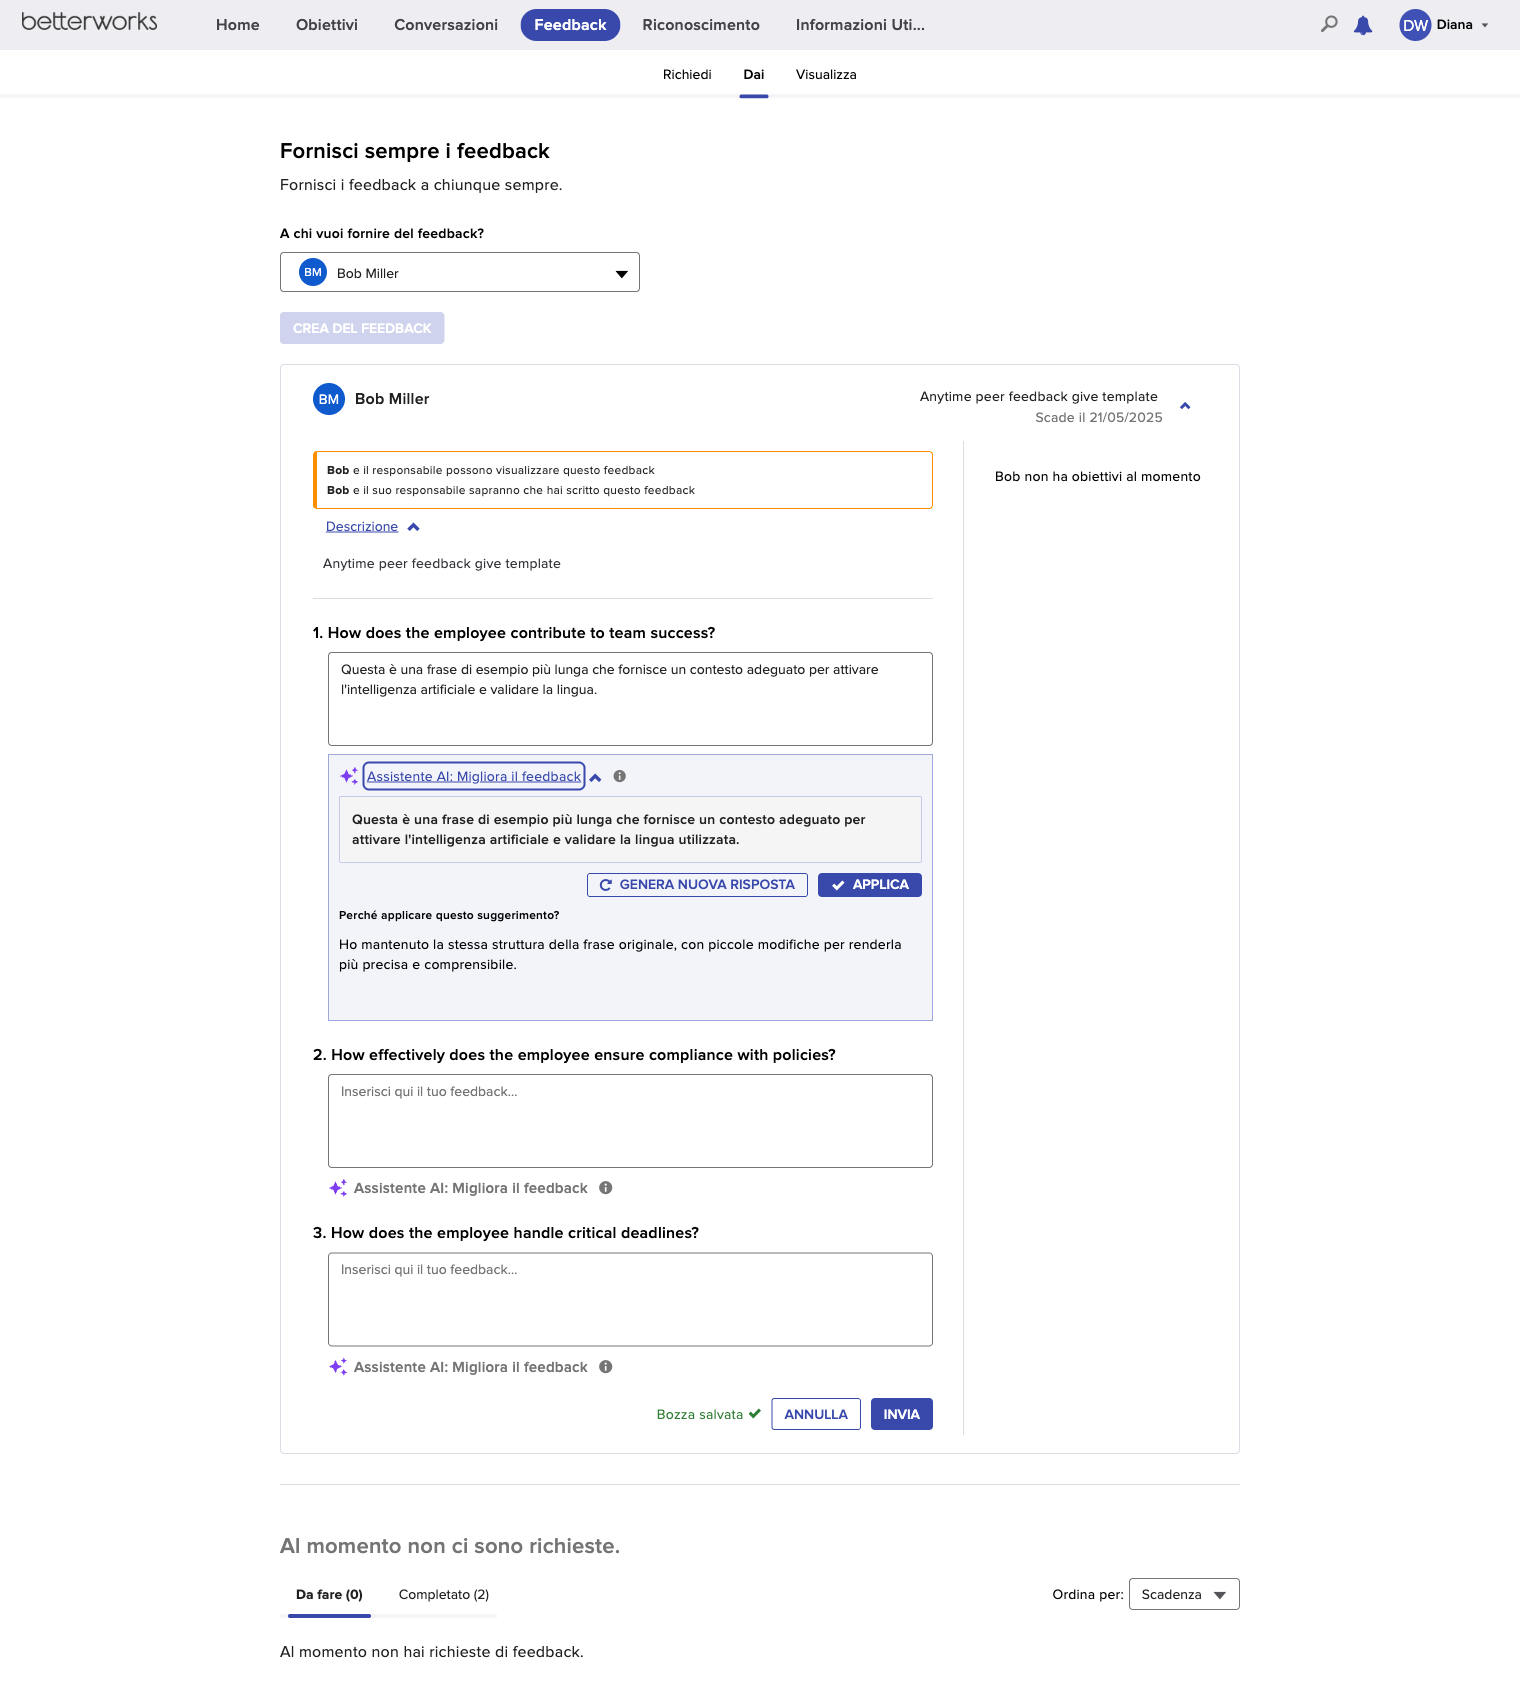 betterworks
Home
Obiettivi
Conversazioni
Feedback
Riconoscimento
Informazioni Uti...
DW
Diana
Richiedi
Dai
Visualizza
Fornisci sempre i feedback
Fornisci i feedback a chiunque sempre.
A chi vuoi fornire del feedback?
BM
Bob Miller
CREA DEL FEEDBACK
BM
Bob Miller
Anytime peer feedback give template
Scade il 21/05/2025
Bob e il responsabile possono visualizzare questo feedback
Bob e il suo responsabile sapranno che hai scritto questo feedback
Bob non ha obiettivi al momento
Descrizione
Anytime peer feedback give template
1. How does the employee contribute to team success?
Questa è una frase di esempio più lunga che fornisce un contesto adeguato per attivare
l'intelligenza artificiale e validare la lingua.
Assistente AI: Migliora il feedback
Questa è una frase di esempio più lunga che fornisce un contesto adeguato per
attivare l'intelligenza artificiale e validare la lingua utilizzata.
GENERA NUOVA RISPOSTA
APPLICA
Perché applicare questo suggerimento?
Ho mantenuto la stessa struttura della frase originale, con piccole modifiche per renderla
più precisa e comprensibile.
2. How effectively does the employee ensure compliance with policies?
Inserisci qui il tuo feedback...
Assistente AI: Migliora il feedback
3. How does the employee handle critical deadlines?
Inserisci qui il tuo feedback...
Assistente AI: Migliora il feedback
Bozza salvata
ANNULLA
INVIA
Al momento non ci sono richieste.
Da fare (0)
Completato (2)
Ordina per:
Scadenza
Al momento non hai richieste di feedback.